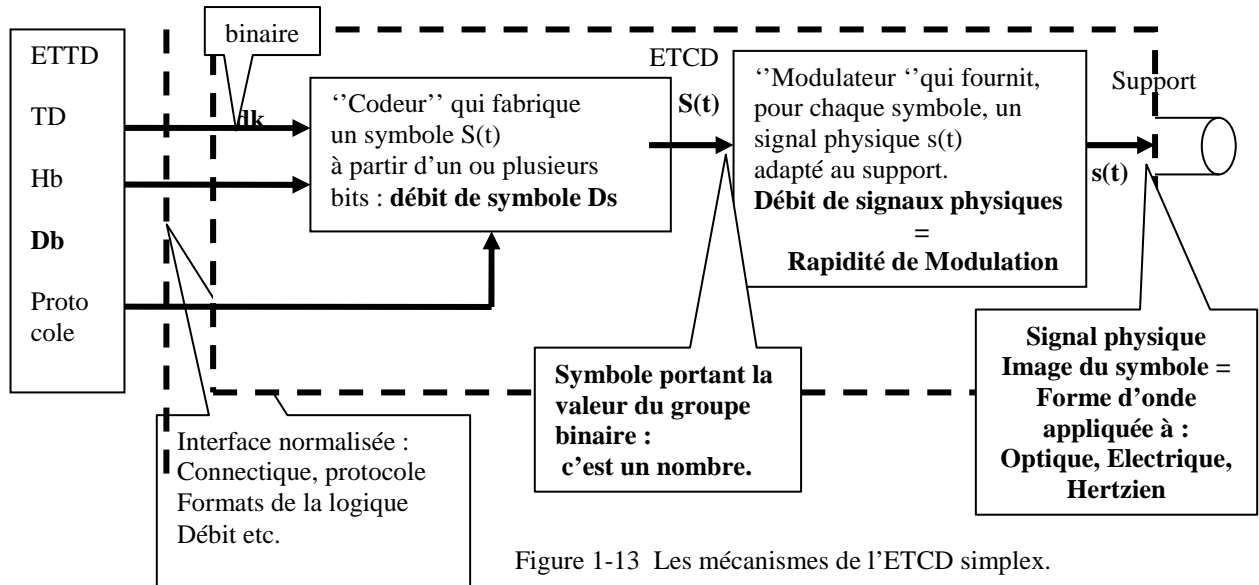 binaire
ETTD
TD
Hb
Db
Proto
cole
dk
‘’Codeur’’ qui fabrique
un symbole S(t)
à partir d’un ou plusieurs
bits : débit de symbole Ds
ETCD
S(t)
‘’Modulateur ‘’qui fournit,
pour chaque symbole, un
signal physique s(t)
adapté au support.
Débit de signaux physiques
=
Rapidité de Modulation
Support
s(t)
Interface normalisée :
Connectique, protocole
Formats de la logique
Débit etc.
Symbole portant la
valeur du groupe
binaire :
c’est un nombre.
Signal physique
Image du symbole =
Forme d’onde
appliquée à :
Optique, Electrique,
Hertzien
Figure 1-13 Les mécanismes de l’ETCD simplex.